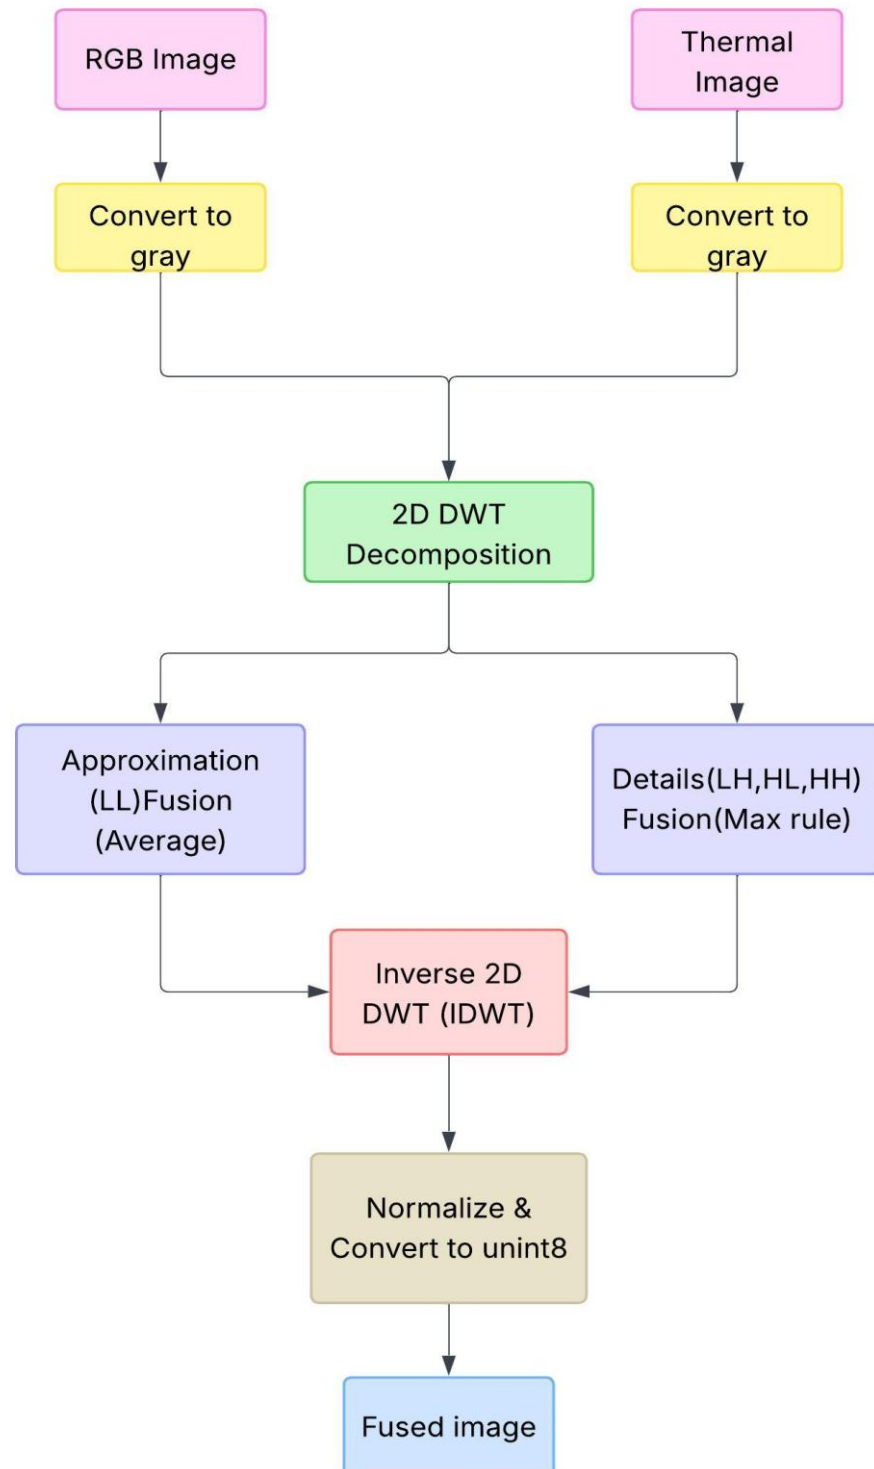 RGB Image
Thermal
Image
Convert to
gray
Convert to
gray
2D DWT
Decomposition
Approximation
(LL)Fusion
(Average)
Details(LH,HL,HH)
Fusion(Max rule)
Inverse 2D
DWT (IDWT)
Normalize &
Convert to unint8
Fused image